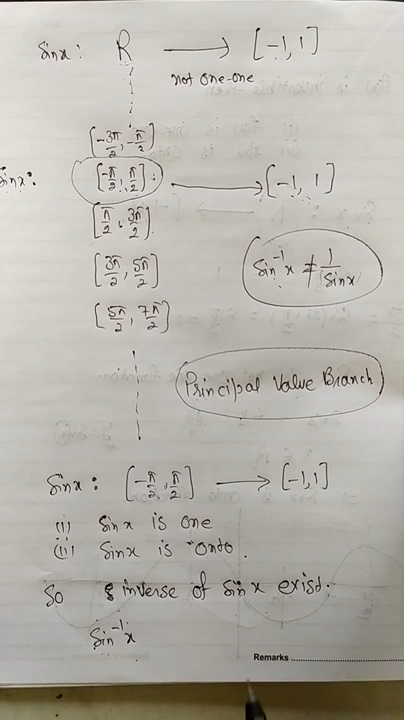 Sinx: R ⟶ [-1, 1]
not one-one
[-3π/2, -π/2]
Sinx: [-π/2, π/2] ⟶ [-1, 1]
[π/2, 3π/2]
[3π/2, 5π/2]
[5π/2, 7π/2]
Sin⁻¹x ≠ 1/Sinx
Principal Value Branch
Sinx: [-π/2, π/2] ⟶ [-1, 1]
(i) Sinx is one
(ii) Sinx is onto.
So inverse of Sinx exist.
Sin⁻¹x
Remarks